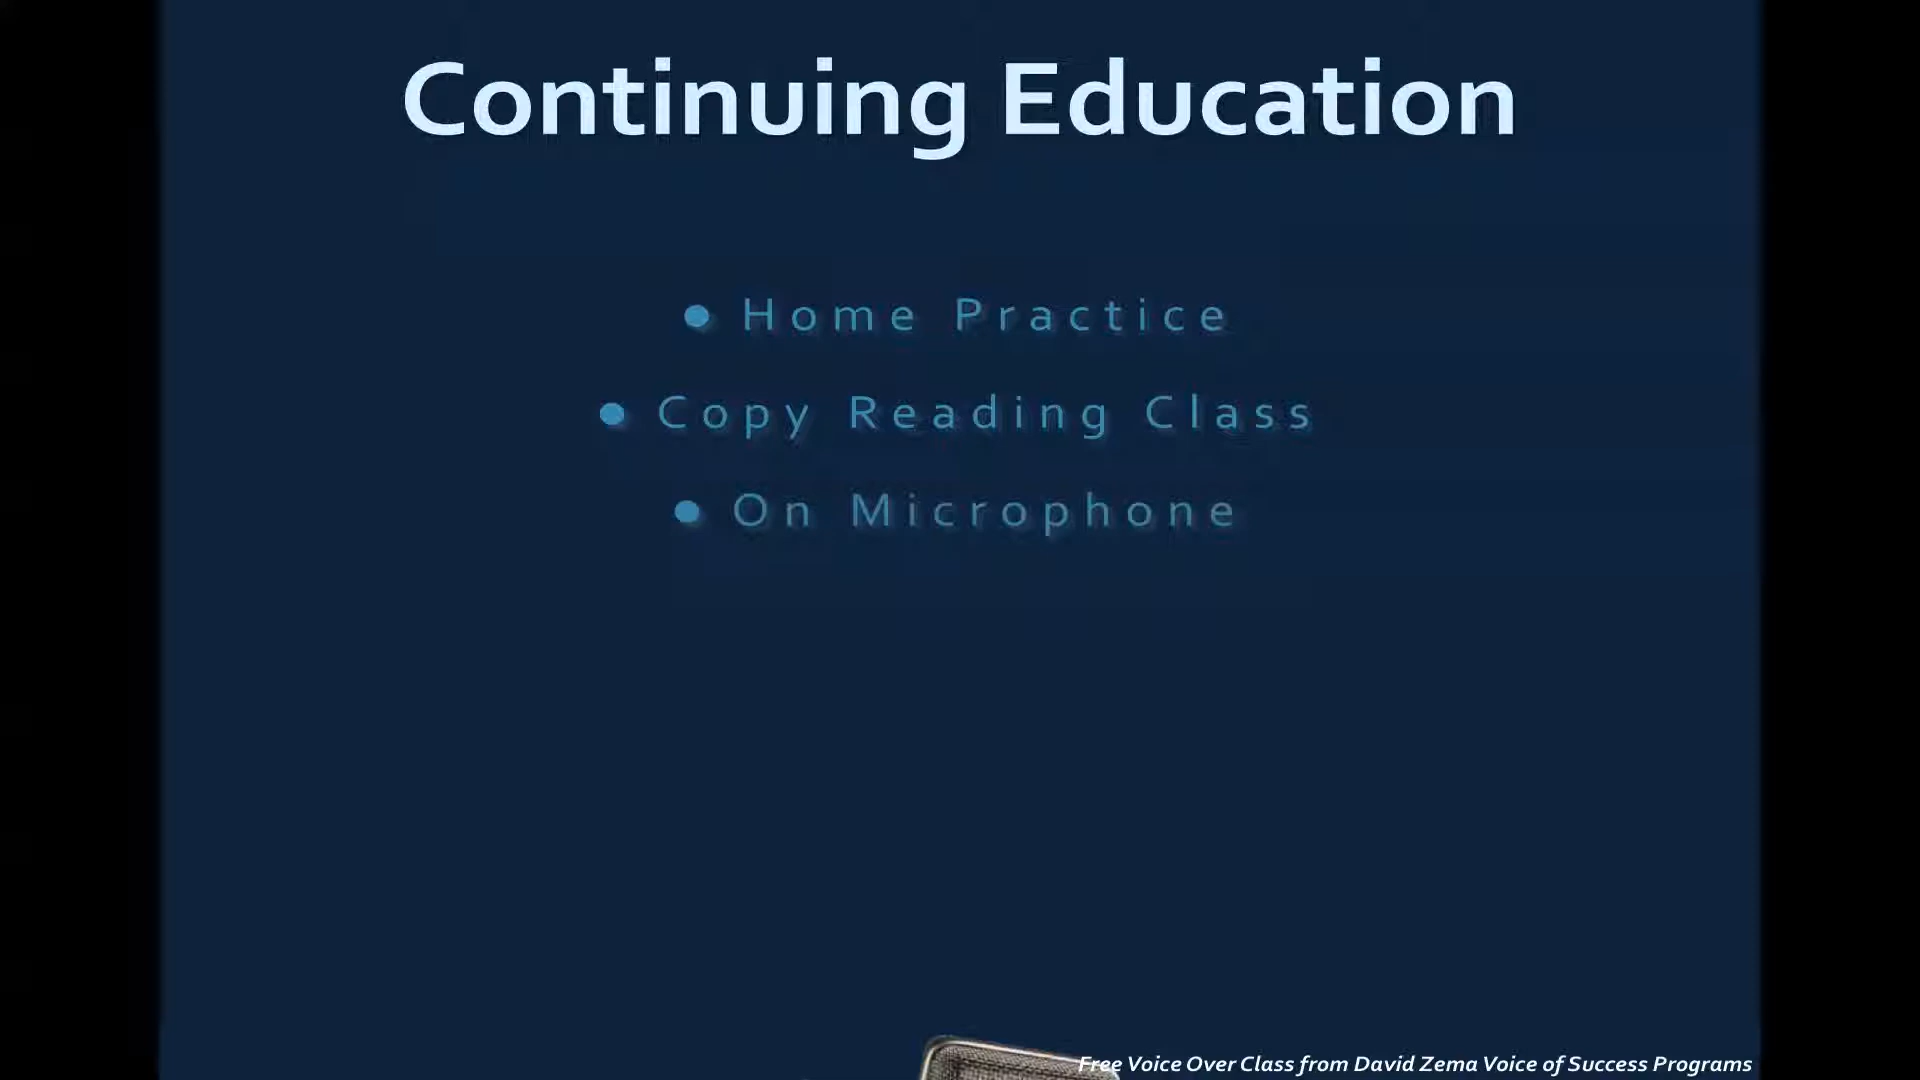 Continuing Education
• Home Practice
• Copy Reading Class
• On Microphone
Free Voice Over Class from David Zema Voice of Success Programs